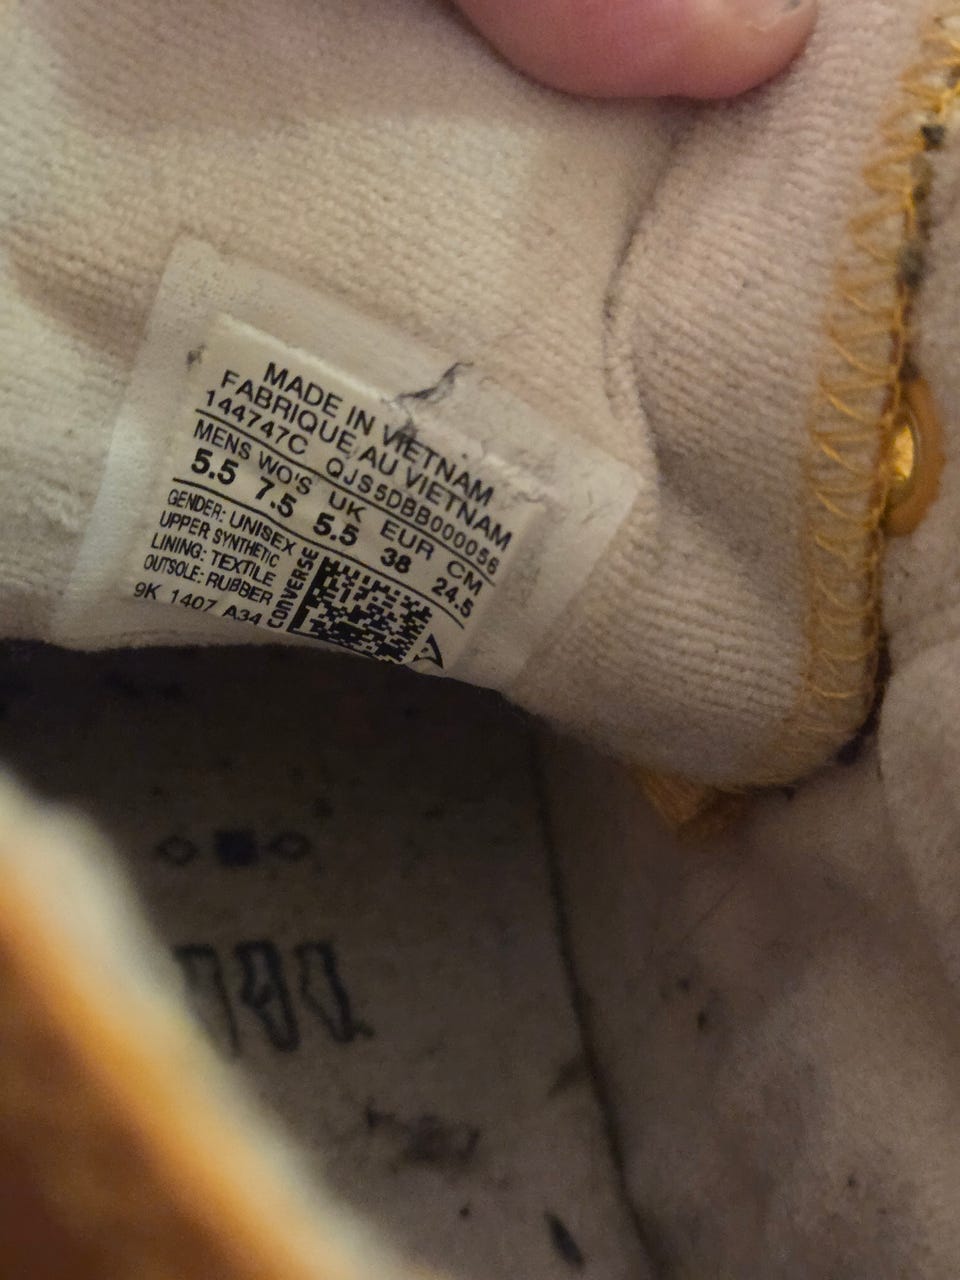 MADE IN VIETNAM
FABRIQUE AU VIETNAM
144747C QJS5DBB000056
MENS WO'S UK EUR CM
5.5 7.5 5.5 38 24.5
GENDER: UNISEX
UPPER SYNTHETIC
LINING: TEXTILE
OUTSOLE: RUBBER
9K 1407 A34
CONVERSE